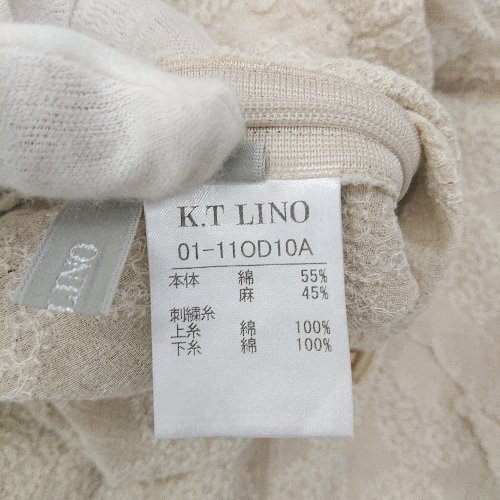 K.T LINO
01-11OD10A
本体 綿 55%
麻 45%
刺繍糸
上糸 綿 100%
下糸 綿 100%
LINO